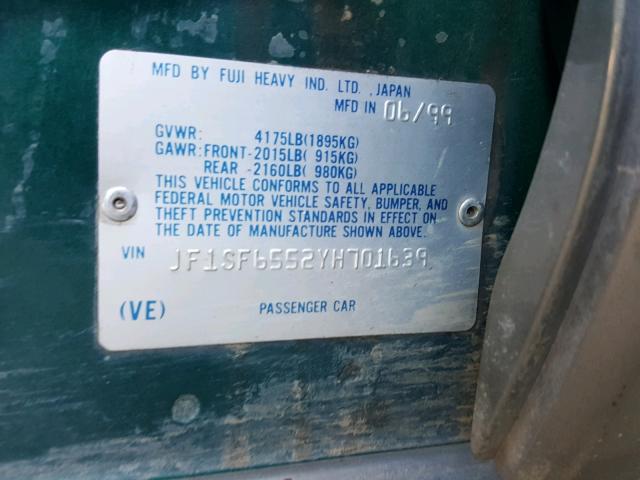 MFD BY FUJI HEAVY IND. LTD., JAPAN
MFD IN 06/99
GVWR: 4175LB(1895KG)
GAWR:FRONT-2015LB( 915KG)
REAR -2160LB( 980KG)
THIS VEHICLE CONFORMS TO ALL APPLICABLE
FEDERAL MOTOR VEHICLE SAFETY, BUMPER, AND
THEFT PREVENTION STANDARDS IN EFFECT ON
THE DATE OF MANUFACTURE SHOWN ABOVE.
VIN JF1SF6552YH701639
(VE) PASSENGER CAR